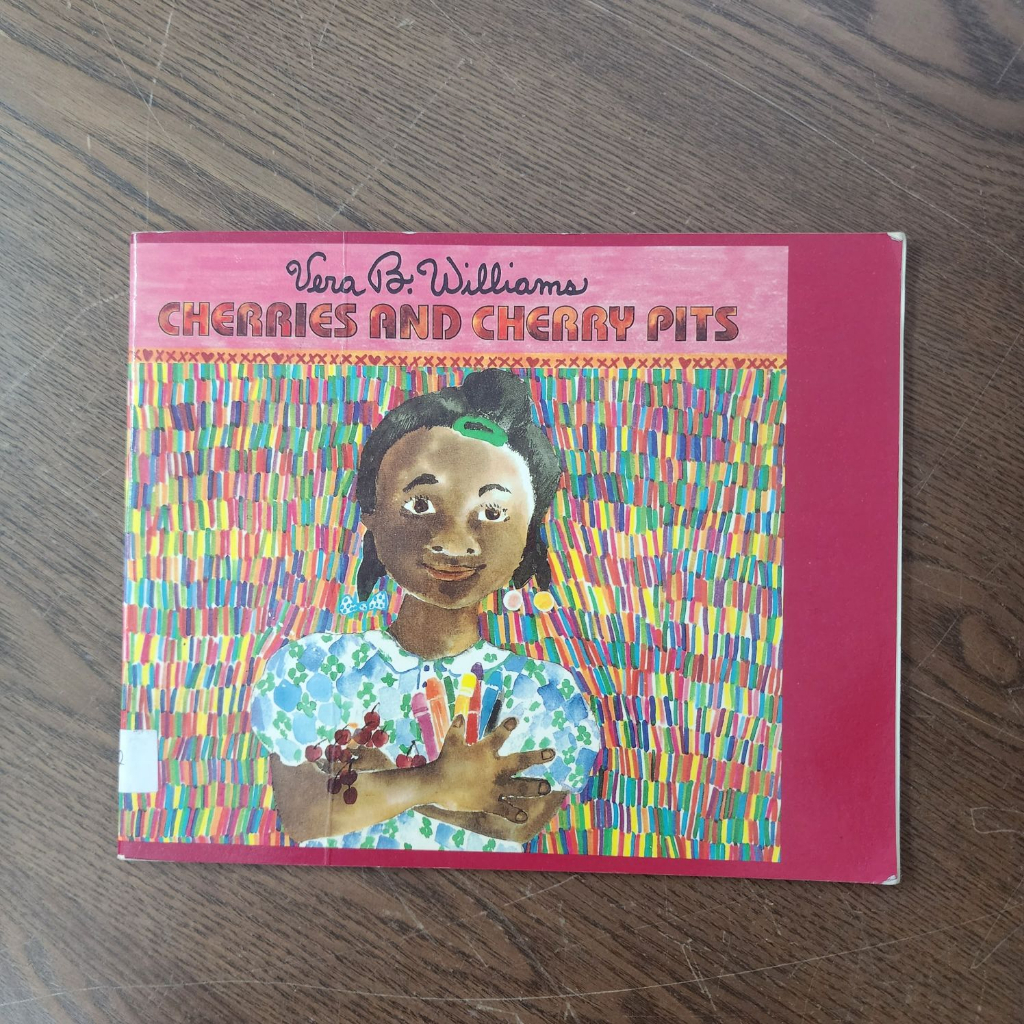 Vera B. Williams
CHERRIES AND CHERRY PITS